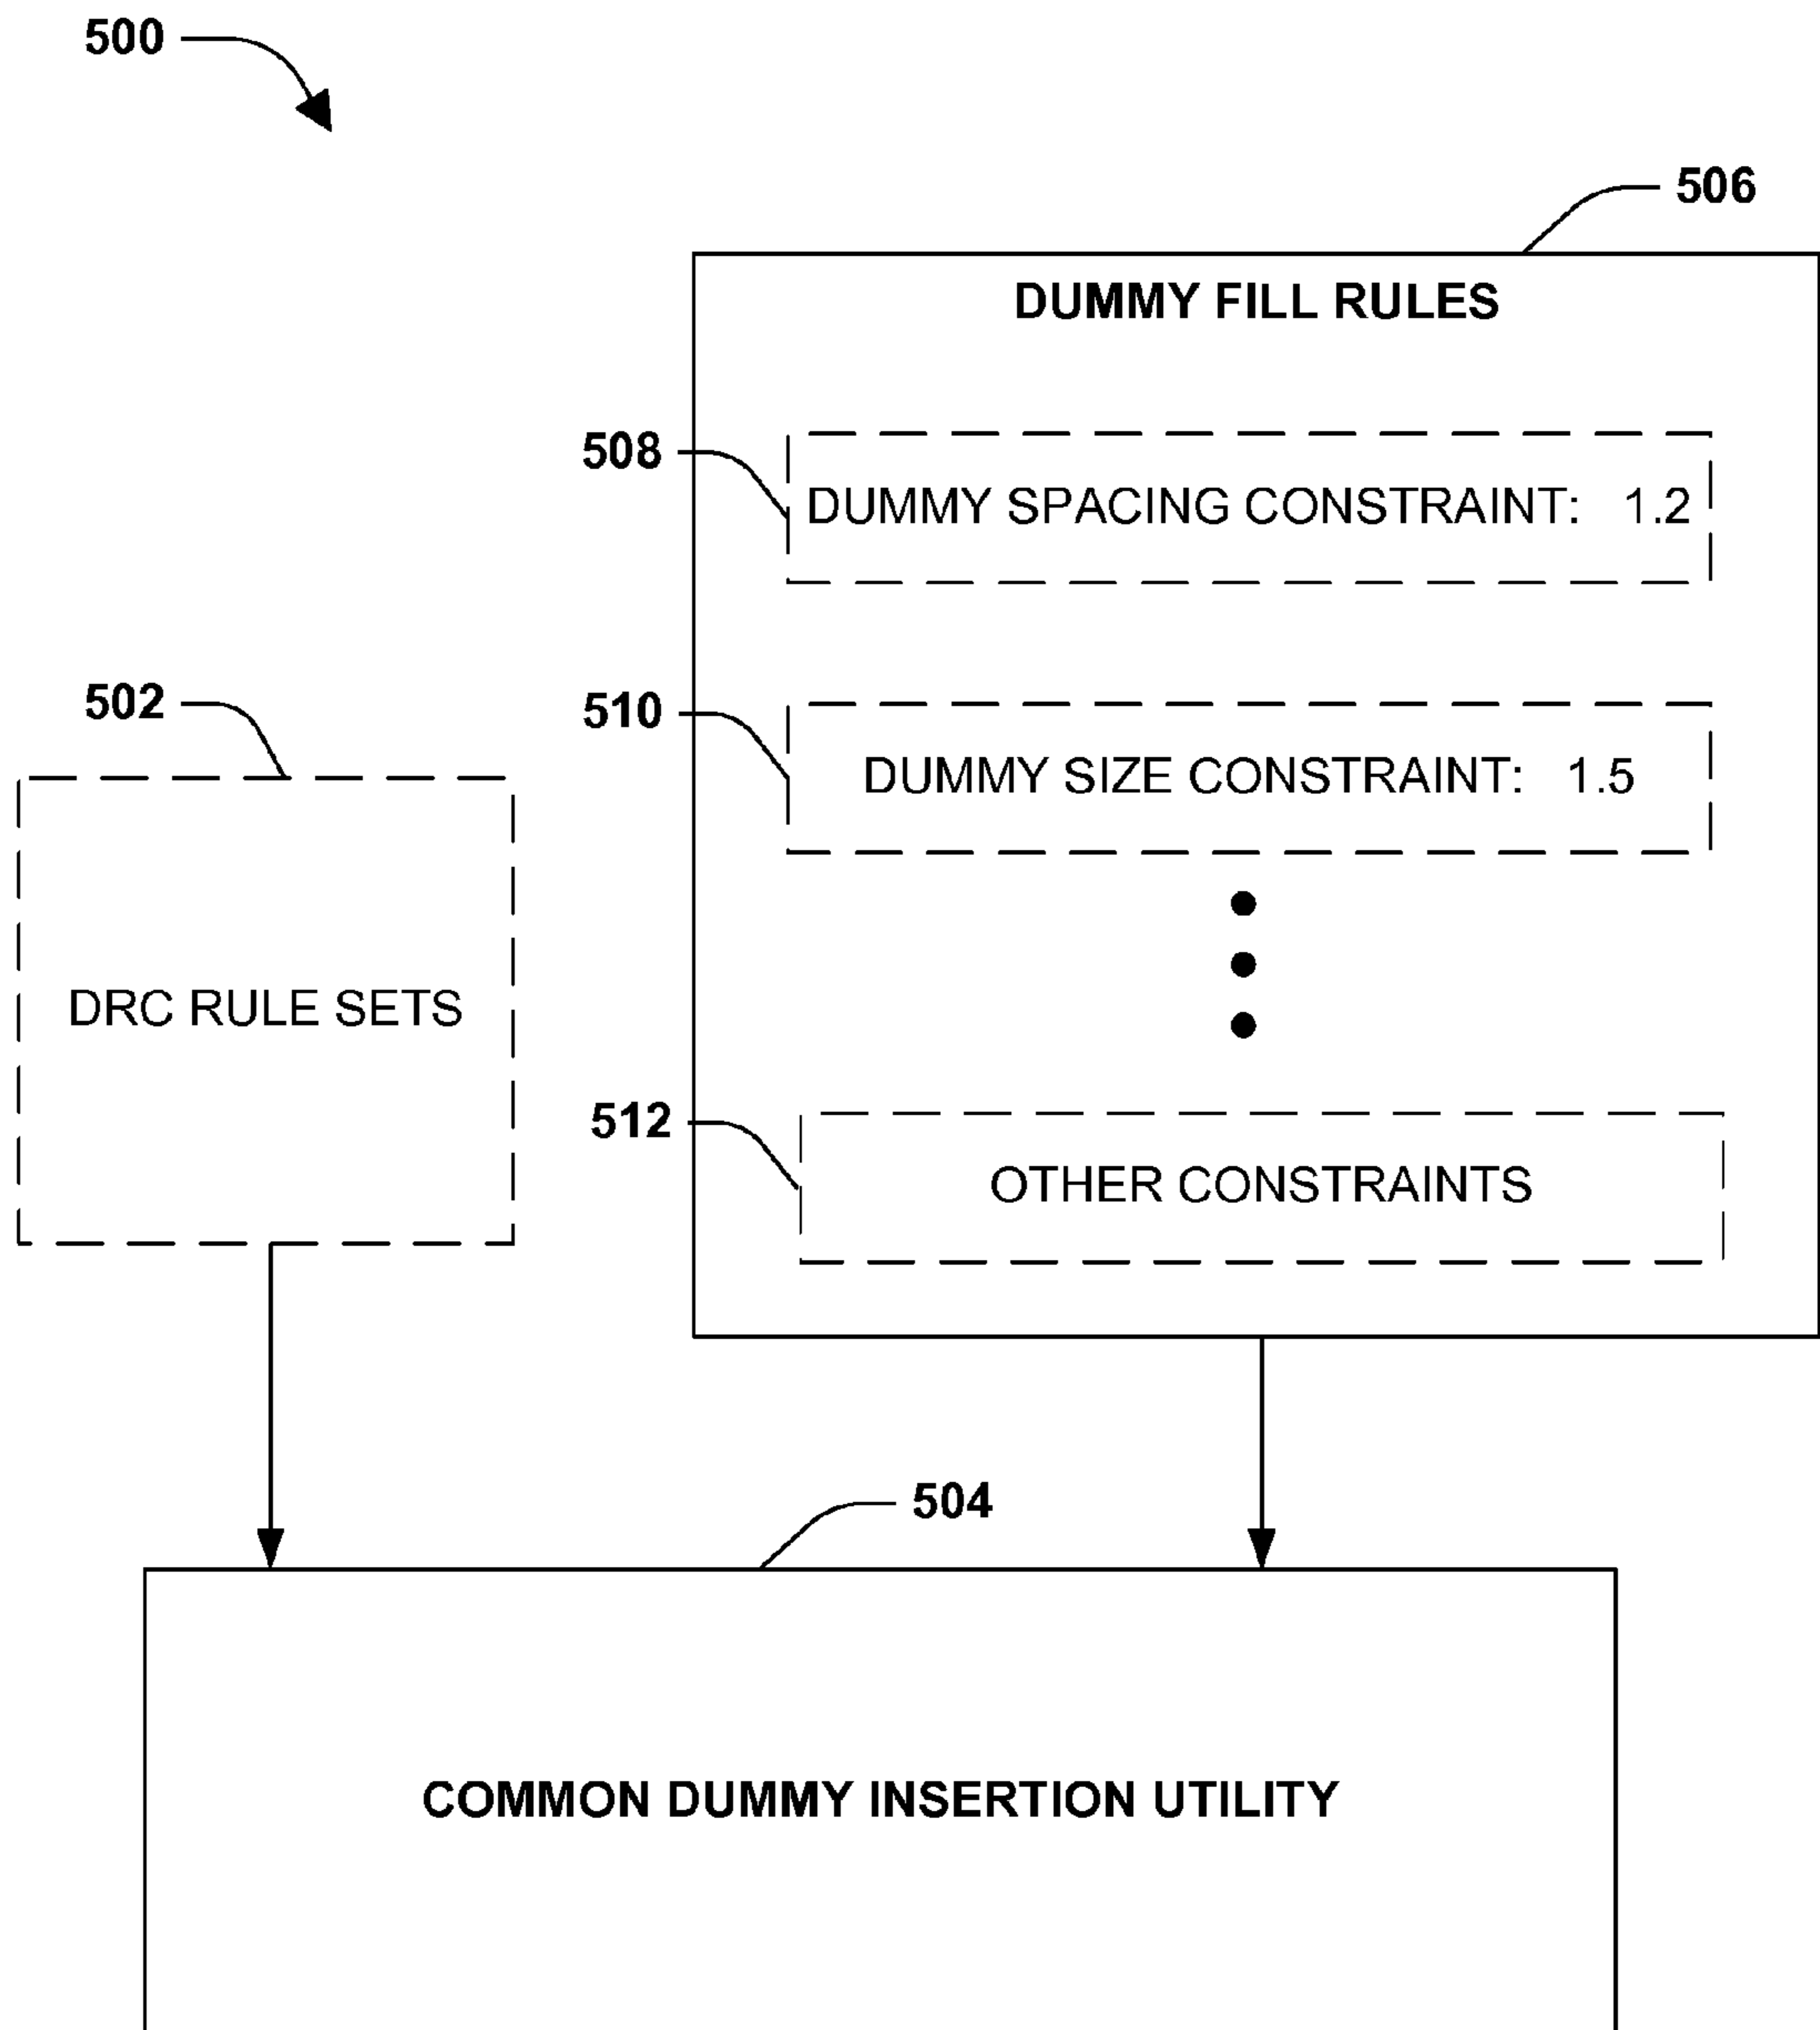 500
506
DUMMY FILL RULES
508
DUMMY SPACING CONSTRAINT: 1.2
502
510
DUMMY SIZE CONSTRAINT: 1.5
DRC RULE SETS
512
OTHER CONSTRAINTS
504
COMMON DUMMY INSERTION UTILITY